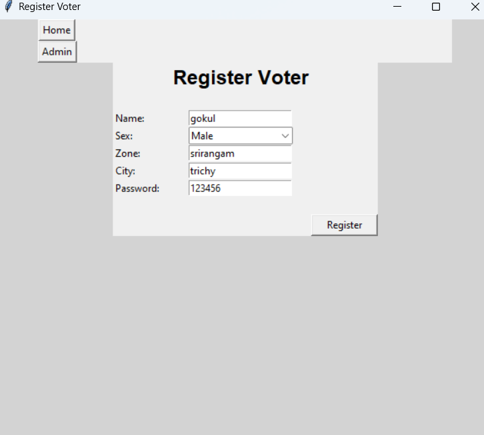 Register Voter
Home
Admin
Register Voter
Name: gokul
Sex: Male
Zone: srirangam
City: trichy
Password: 123456
Register